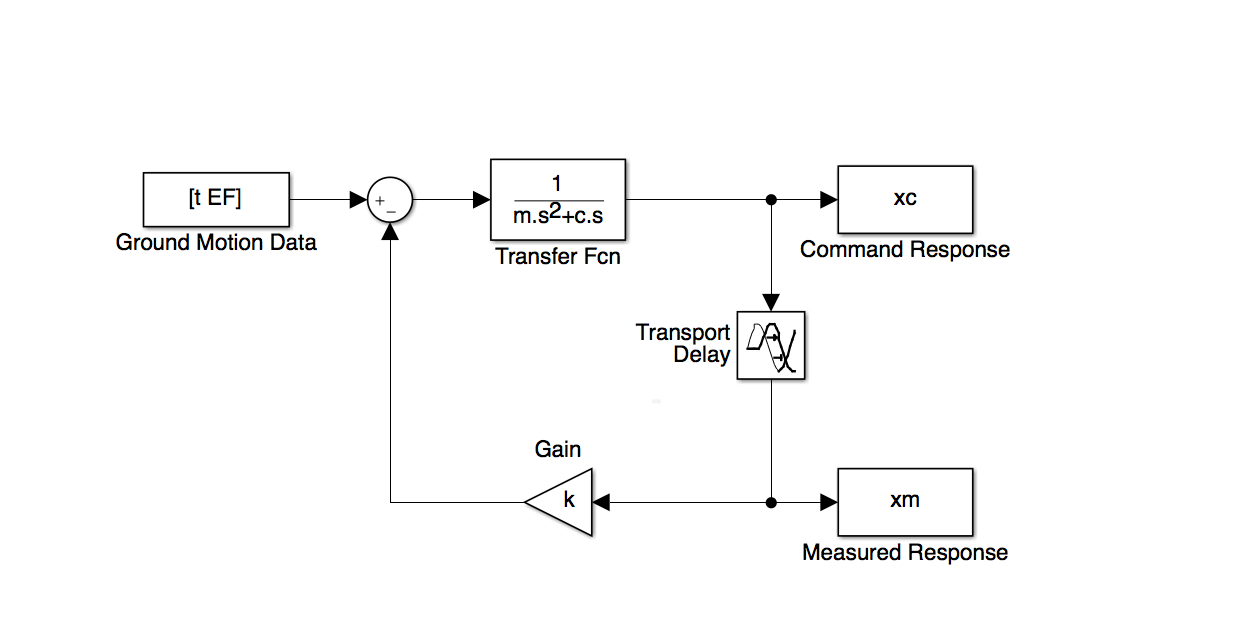 [t EF]
Ground Motion Data
+
−
1
m.s²+c.s
Transfer Fcn
xc
Command Response
Transport
Delay
Gain
k
xm
Measured Response